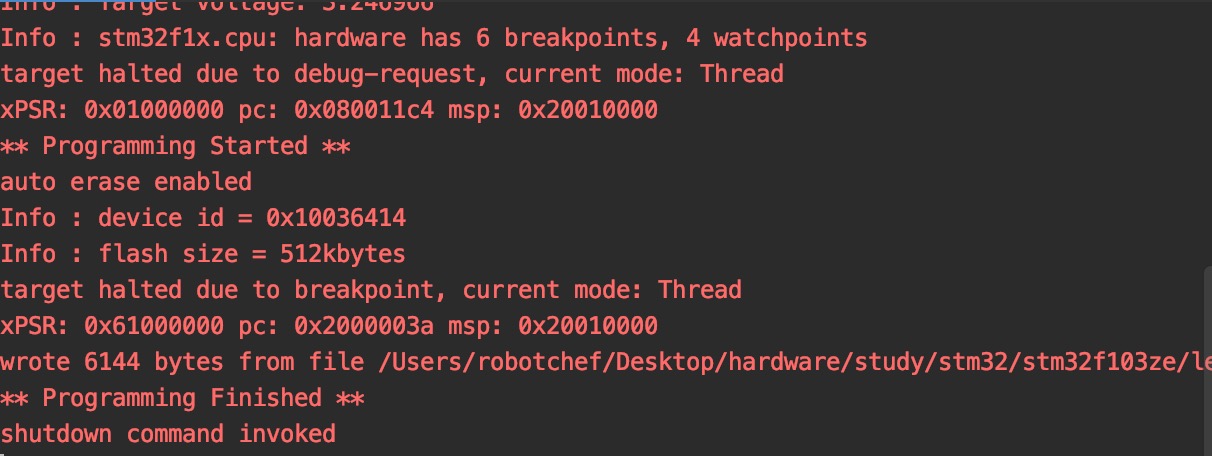 Info : Target voltage: 3.246966
Info : stm32f1x.cpu: hardware has 6 breakpoints, 4 watchpoints
target halted due to debug-request, current mode: Thread
xPSR: 0x01000000 pc: 0x080011c4 msp: 0x20010000
** Programming Started **
auto erase enabled
Info : device id = 0x10036414
Info : flash size = 512kbytes
target halted due to breakpoint, current mode: Thread
xPSR: 0x61000000 pc: 0x2000003a msp: 0x20010000
wrote 6144 bytes from file /Users/robotchef/Desktop/hardware/study/stm32/stm32f103ze/le
** Programming Finished **
shutdown command invoked